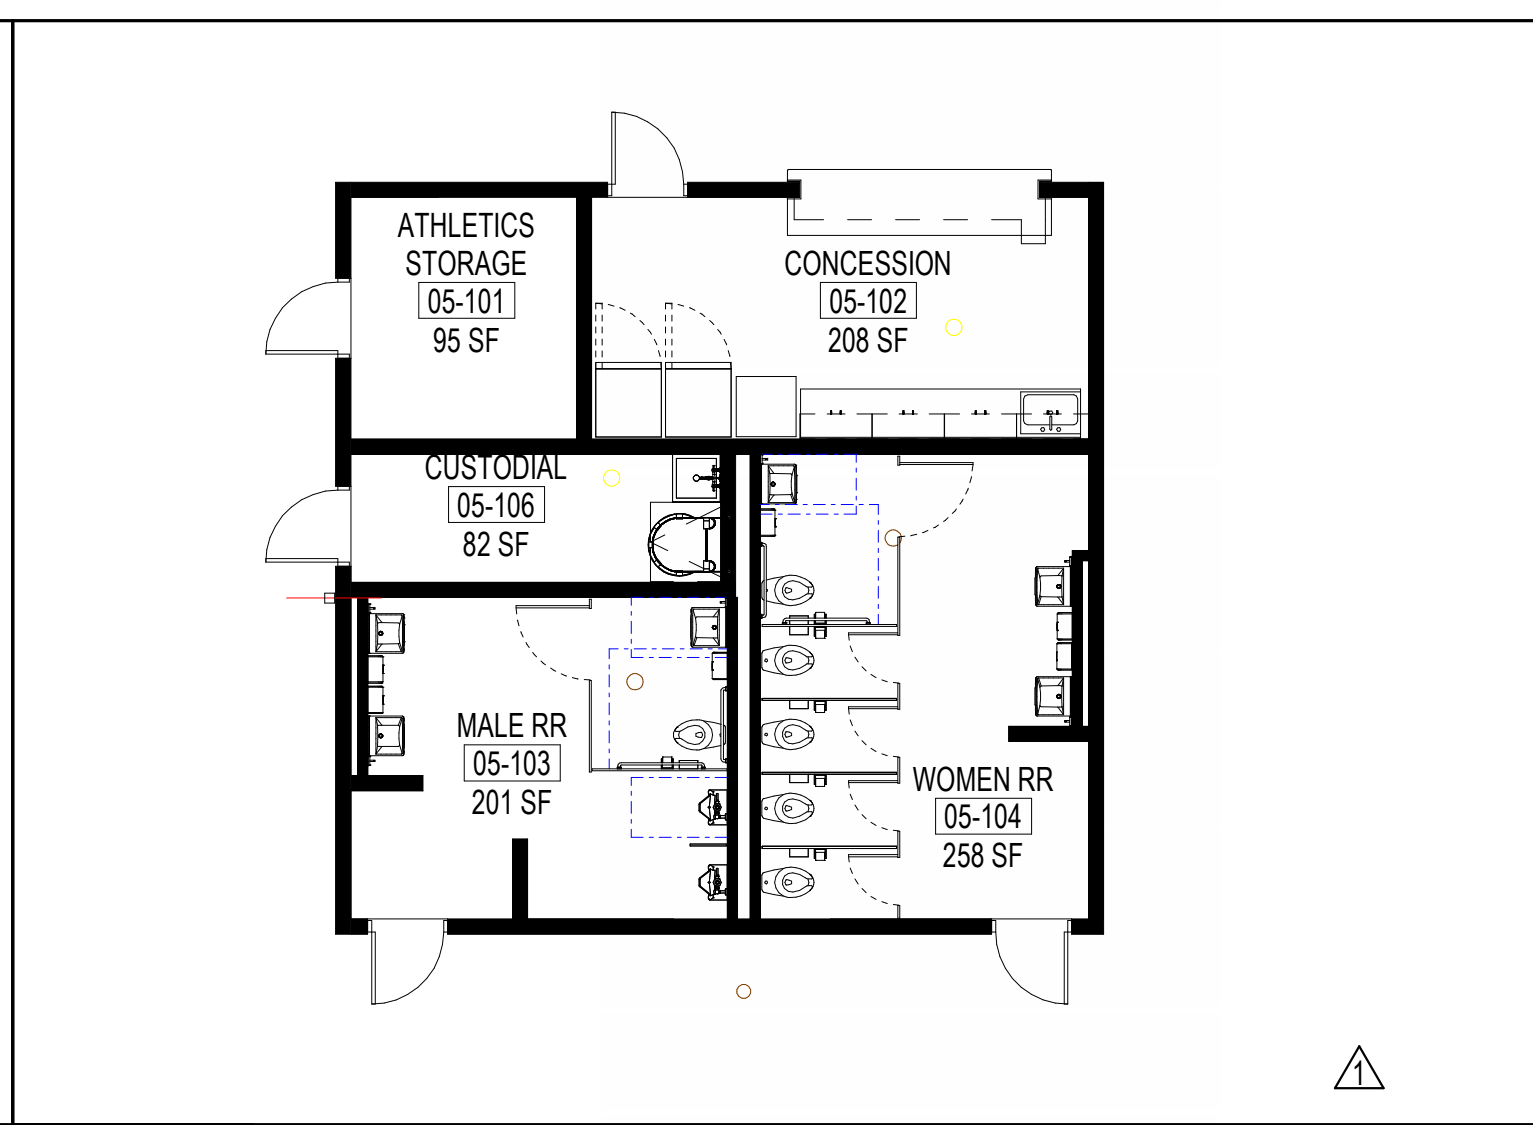 ATHLETICS
STORAGE
05-101
95 SF
CONCESSION
05-102
208 SF
CUSTODIAL
05-106
82 SF
MALE RR
05-103
201 SF
WOMEN RR
05-104
258 SF
1